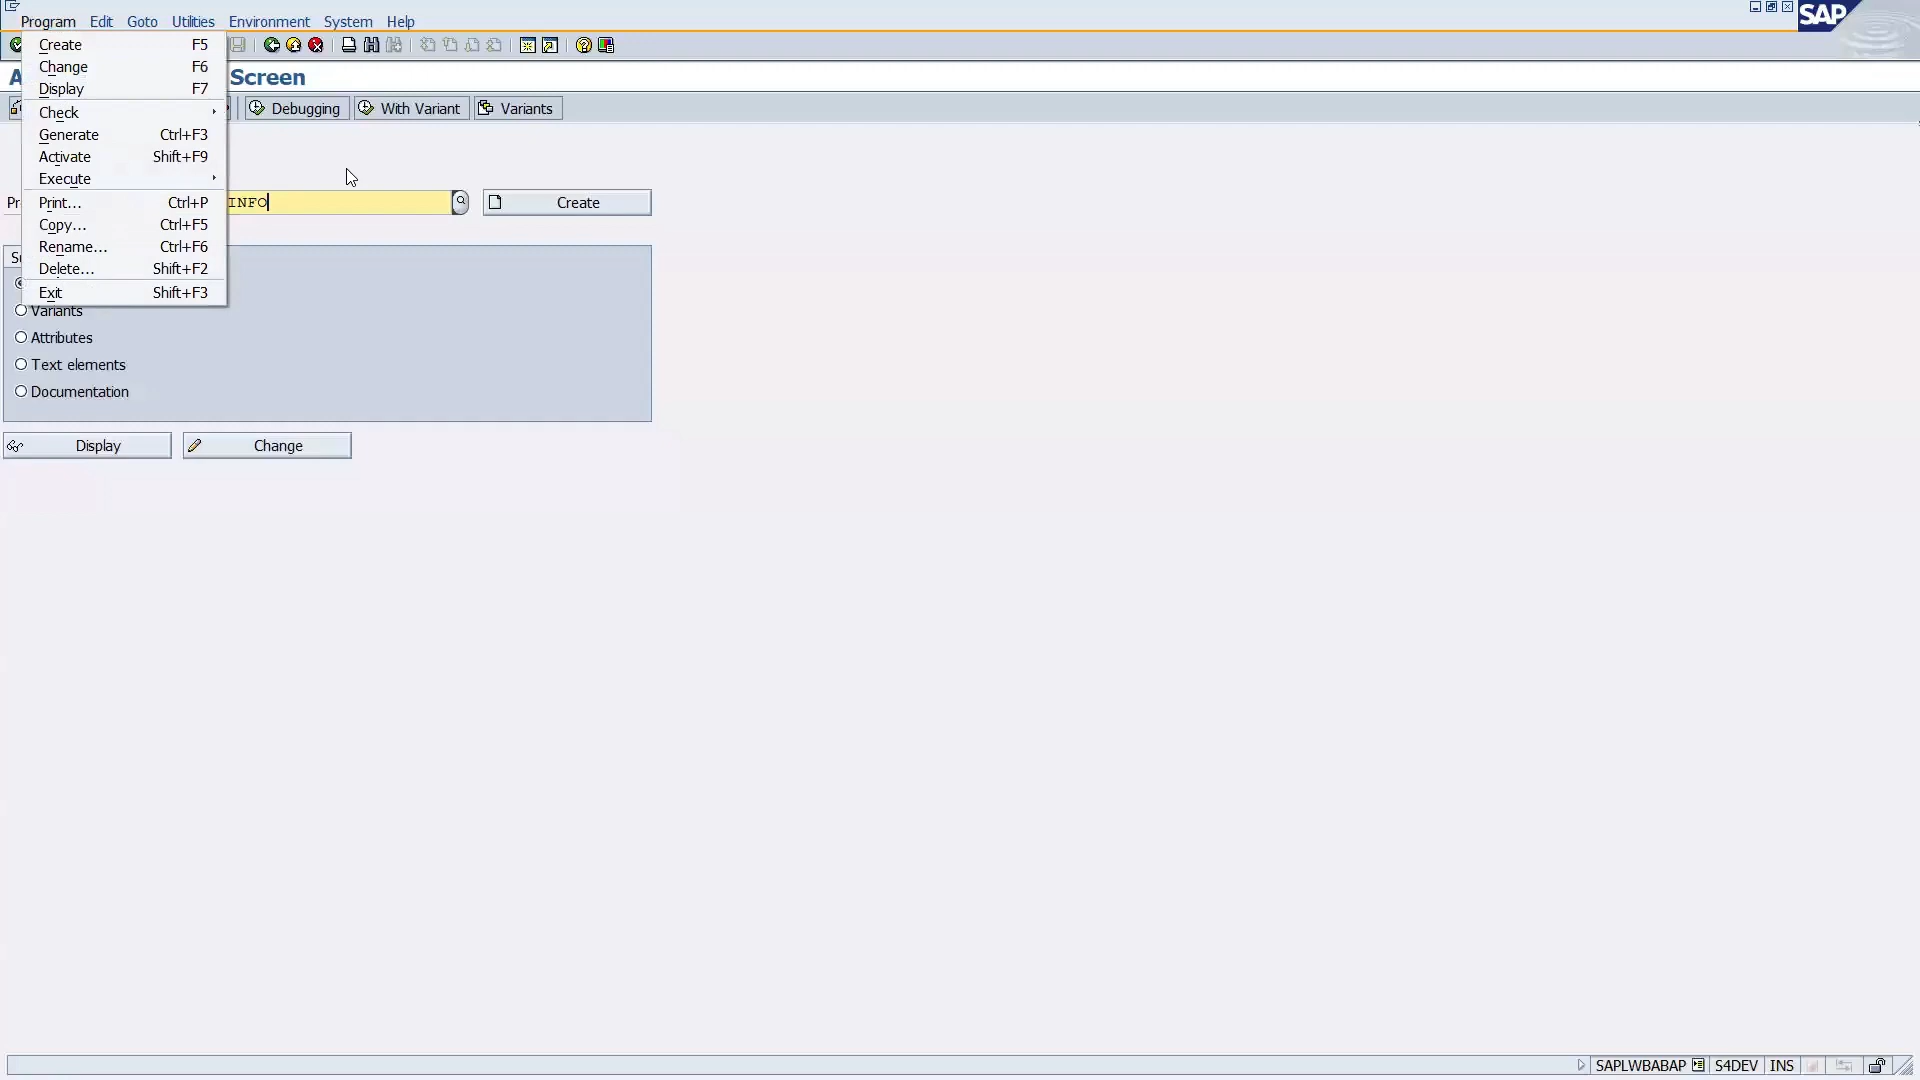 Program Edit Goto Utilities Environment System Help
SAP
Create F5
Change F6
Display F7
Check
Generate Ctrl+F3
Activate Shift+F9
Execute
Print... Ctrl+P
Copy... Ctrl+F5
Rename... Ctrl+F6
Delete... Shift+F2
Exit Shift+F3
Screen
Debugging With Variant Variants
INFO Create
Variants
Attributes
Text elements
Documentation
Display Change
SAPLWBABAP S4DEV INS